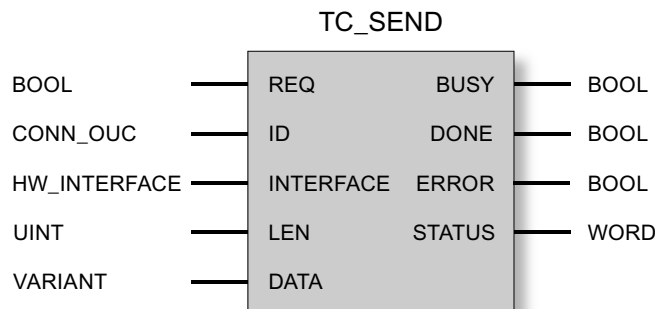 TC_SEND
BOOL REQ BUSY BOOL
CONN_OUC ID DONE BOOL
HW_INTERFACE INTERFACE ERROR BOOL
UINT LEN STATUS WORD
VARIANT DATA